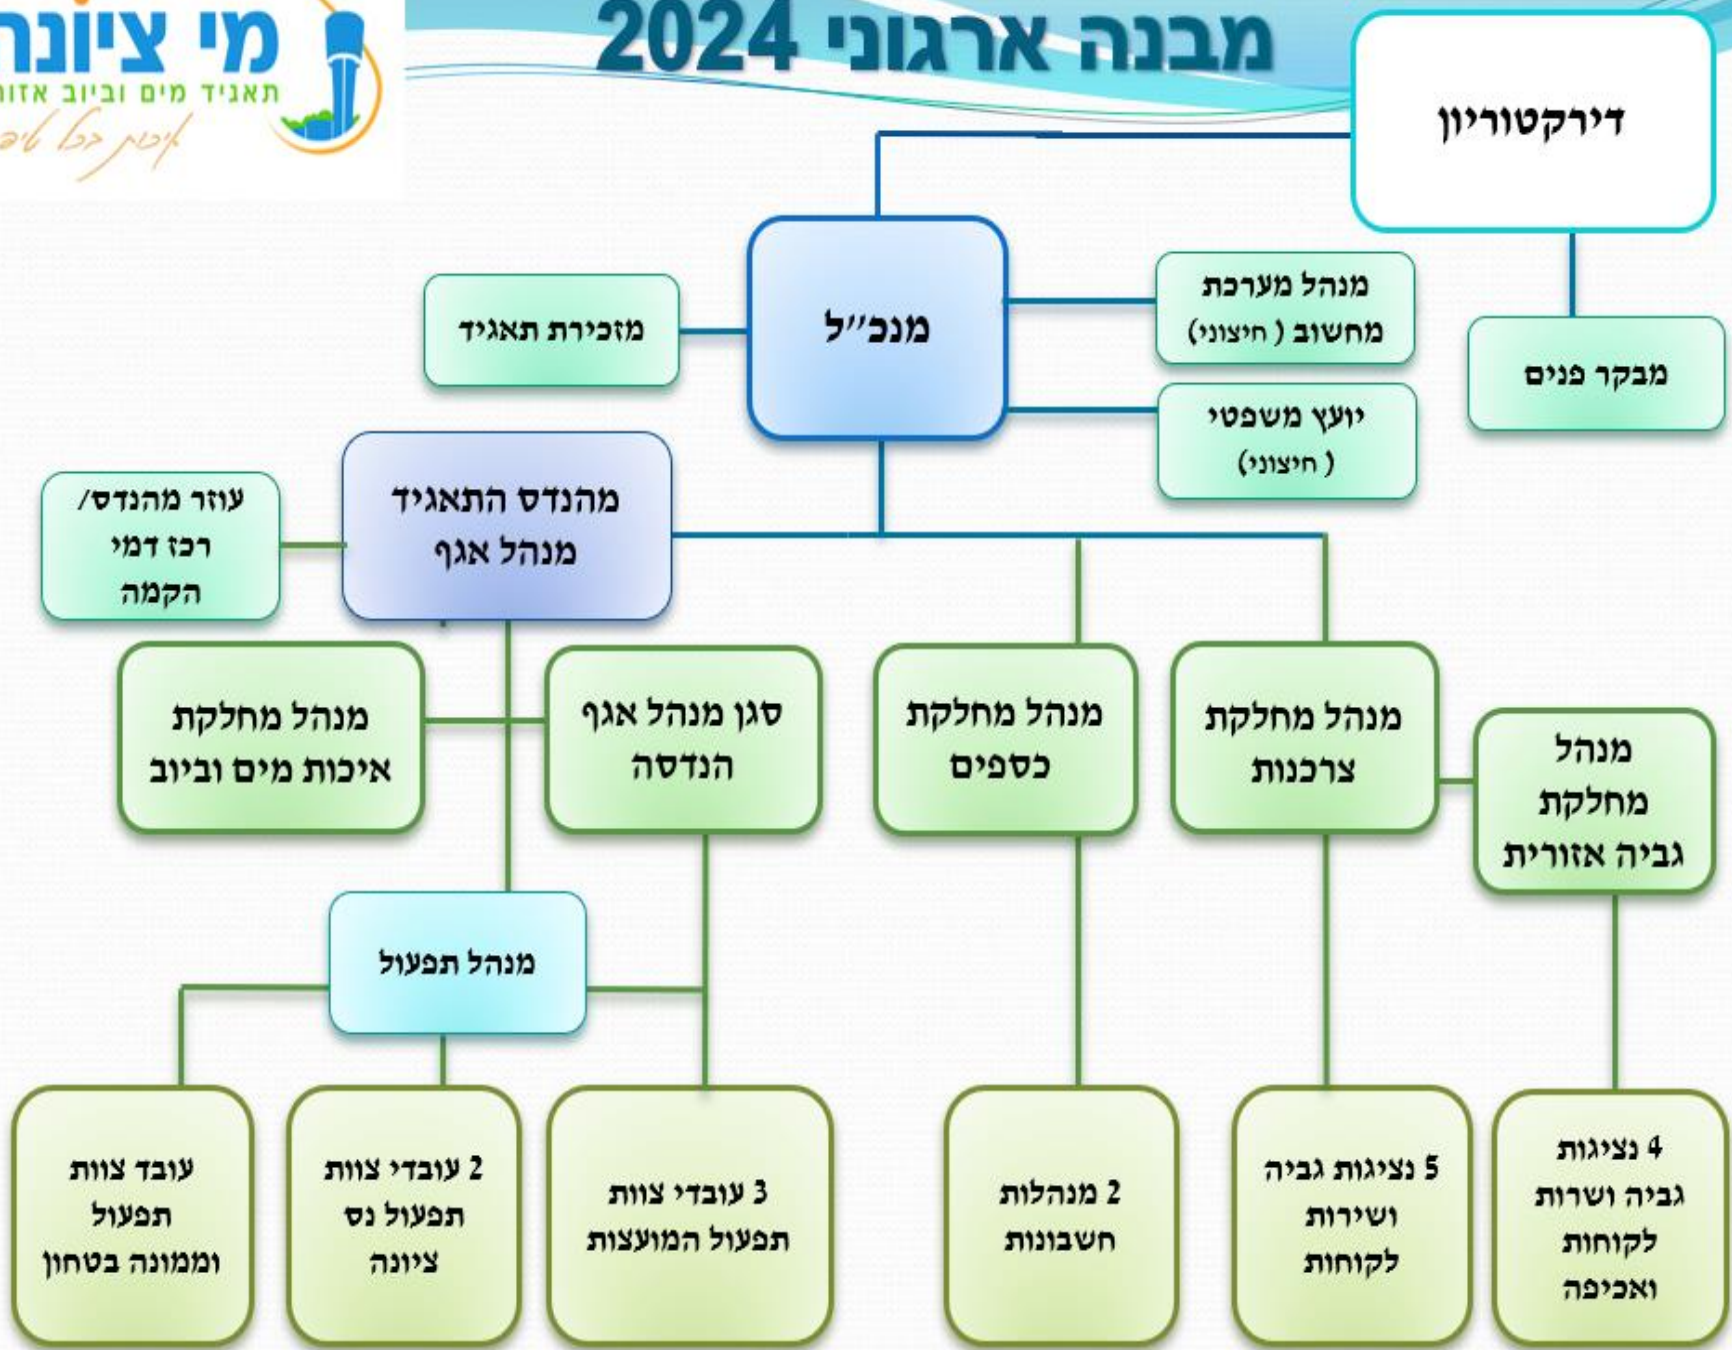 מבנה ארגוני 2024
מי ציונה
תאגיד מים וביוב
איכות בכל
דירקטוריון
מנכ״ל
מזכירת תאגיד
מנהל מערכת
מחשוב ( חיצוני)
יועץ משפטי
( חיצוני)
מבקר פנים
מהנדס התאגיד
מנהל אגף
עוזר מהנדס/
רכז דמי
הקמה
מנהל מחלקת
גביה אזורית
מנהל מחלקת
צרכנות
מנהל מחלקת
כספים
סגן מנהל אגף
הנדסה
מנהל מחלקת
איכות מים וביוב
מנהל תפעול
4 נציגות
גביה ושרות
לקוחות
ואכיפה
5 נציגות גביה
ושירות
לקוחות
2 מנהלות
חשבונות
3 עובדי צוות
תפעול המועצות
2 עובדי צוות
תפעול נס
ציונה
עובד צוות
תפעול
וממונה בטחון